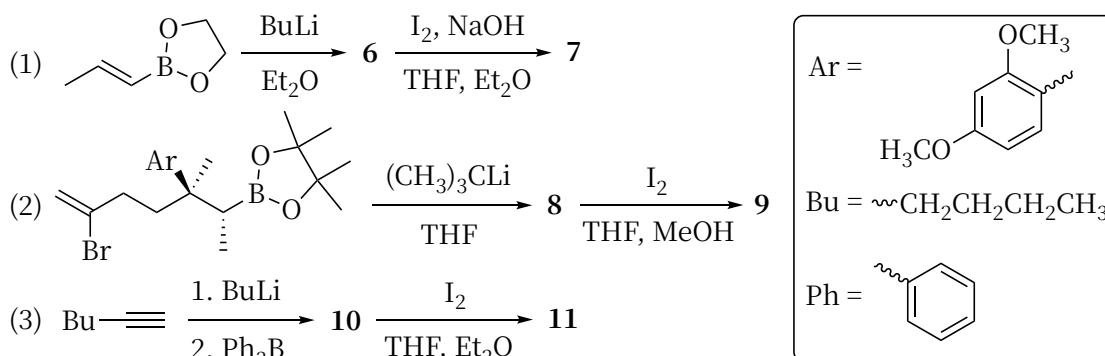 (1) B O O BuLi Et₂O 6 I₂, NaOH THF, Et₂O 7
(2) Br Ar B O O (CH₃)₃CLi THF 8 I₂ THF, MeOH 9
(3) Bu 1. BuLi 2. Ph₃B 10 I₂ THF, Et₂O 11
Ar = OCH₃ H₃CO
Bu = CH₂CH₂CH₂CH₃
Ph =